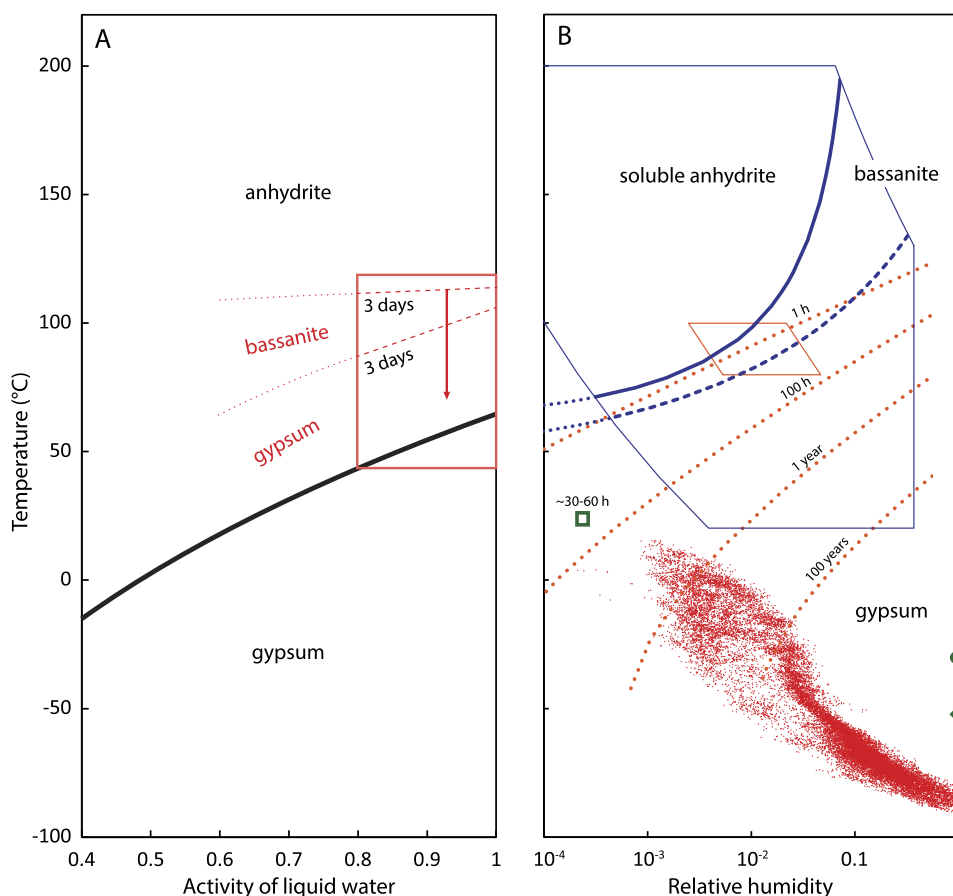 A
B
200
150
100
50
0
-50
-100
Temperature (°C)
anhydrite
3 days
bassanite
3 days
gypsum
gypsum
0.4
0.5
0.6
0.7
0.8
0.9
1
Activity of liquid water
soluble anhydrite
bassanite
1 h
100 h
1 year
~30-60 h
100 years
gypsum
10⁻⁴
10⁻³
10⁻²
0.1
Relative humidity